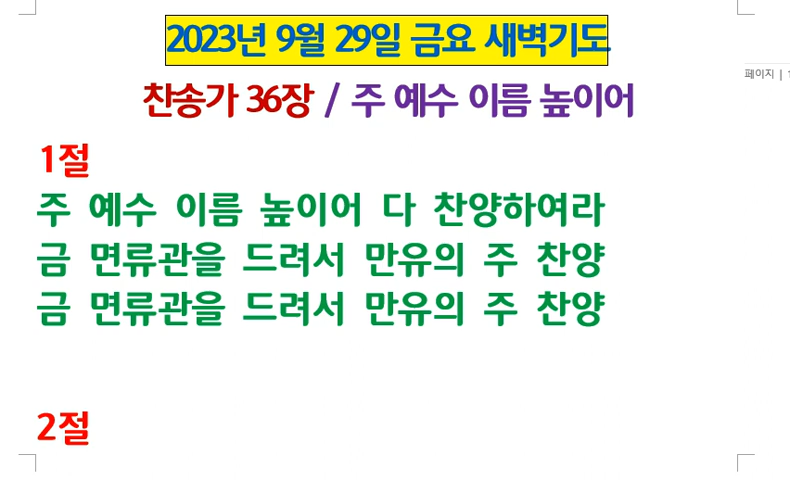 2023년 9월 29일 금요 새벽기도
페이지 | 1
찬송가 36장 / 주 예수 이름 높이어
1절
주 예수 이름 높이어 다 찬양하여라
금 면류관을 드려서 만유의 주 찬양
금 면류관을 드려서 만유의 주 찬양
2절